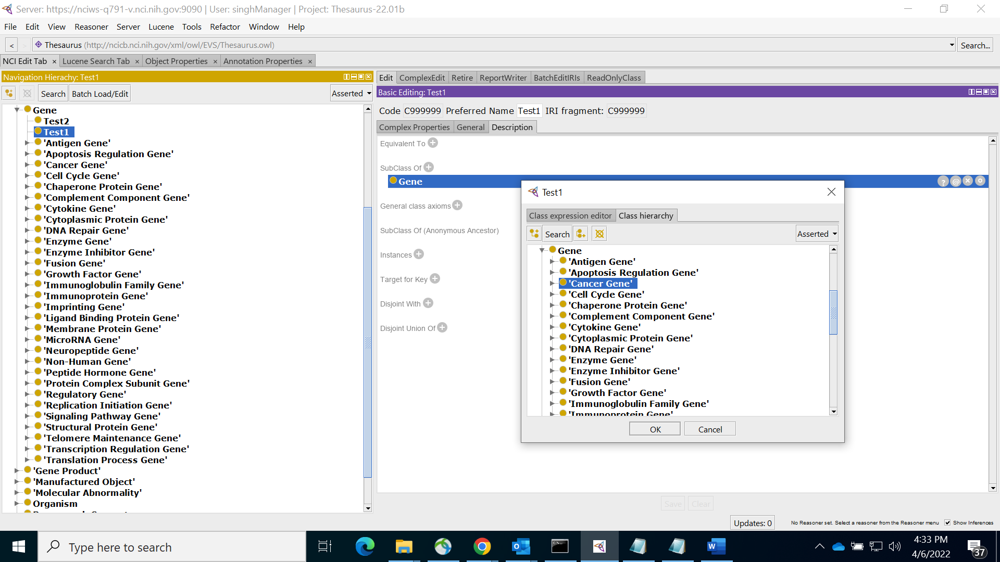 Server: https://nciws-q791-v.nci.nih.gov:9090 | User: singhManager | Project: Thesaurus-22.01b
File Edit View Reasoner Server Lucene Tools Refactor Window Help
< > Thesaurus (http://ncicb.nci.nih.gov/xml/owl/EVS/Thesaurus.owl) Search...
NCI Edit Tab × Lucene Search Tab × Object Properties × Annotation Properties ×
Navigation Hierachy: Test1
Search Batch Load/Edit Asserted
Gene
Test2
Test1
'Antigen Gene'
'Apoptosis Regulation Gene'
'Cancer Gene'
'Cell Cycle Gene'
'Chaperone Protein Gene'
'Complement Component Gene'
'Cytokine Gene'
'Cytoplasmic Protein Gene'
'DNA Repair Gene'
'Enzyme Gene'
'Enzyme Inhibitor Gene'
'Fusion Gene'
'Growth Factor Gene'
'Immunoglobulin Family Gene'
'Immunoprotein Gene'
'Imprinting Gene'
'Ligand Binding Protein Gene'
'Membrane Protein Gene'
'MicroRNA Gene'
'Neuropeptide Gene'
'Non-Human Gene'
'Peptide Hormone Gene'
'Protein Complex Subunit Gene'
'Regulatory Gene'
'Replication Initiation Gene'
'Signaling Pathway Gene'
'Structural Protein Gene'
'Telomere Maintenance Gene'
'Transcription Regulation Gene'
'Translation Process Gene'
'Gene Product'
'Manufactured Object'
'Molecular Abnormality'
Organism
Edit ComplexEdit Retire ReportWriter BatchEditIRIs ReadOnlyClass
Basic Editing: Test1
Code C999999 Preferred Name Test1 IRI fragment: C999999
Complex Properties General Description
Equivalent To
SubClass Of
Gene
General class axioms
SubClass Of (Anonymous Ancestor)
Instances
Target for Key
Disjoint With
Disjoint Union Of
Test1
Class expression editor Class hierarchy
Search Asserted
Gene
'Antigen Gene'
'Apoptosis Regulation Gene'
'Cancer Gene'
'Cell Cycle Gene'
'Chaperone Protein Gene'
'Complement Component Gene'
'Cytokine Gene'
'Cytoplasmic Protein Gene'
'DNA Repair Gene'
'Enzyme Gene'
'Enzyme Inhibitor Gene'
'Fusion Gene'
'Growth Factor Gene'
'Immunoglobulin Family Gene'
'Immunoprotein Gene'
OK Cancel
Save Clear
Updates: 0 No Reasoner set. Select a reasoner from the Reasoner menu Show Inferences
Type here to search
4:33 PM
4/6/2022
37